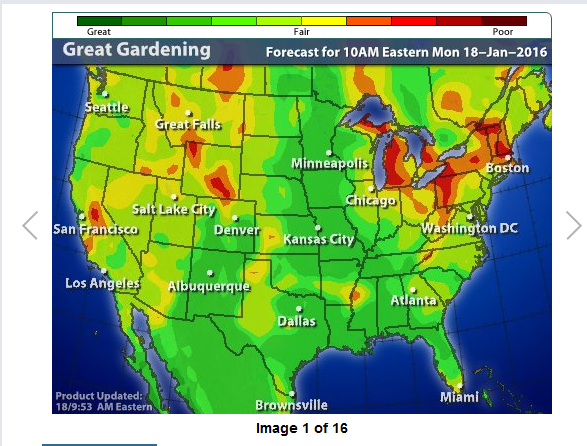 Great Fair Poor
Great Gardening Forecast for 10AM Eastern Mon 18-Jan-2016
Seattle
Great Falls
Minneapolis
Boston
Chicago
Salt Lake City
San Francisco Denver Washington DC
Kansas City
Los Angeles Albuquerque
Atlanta
Dallas
Miami
Product Updated:
18/9:53 AM Eastern
Brownsville
Image 1 of 16